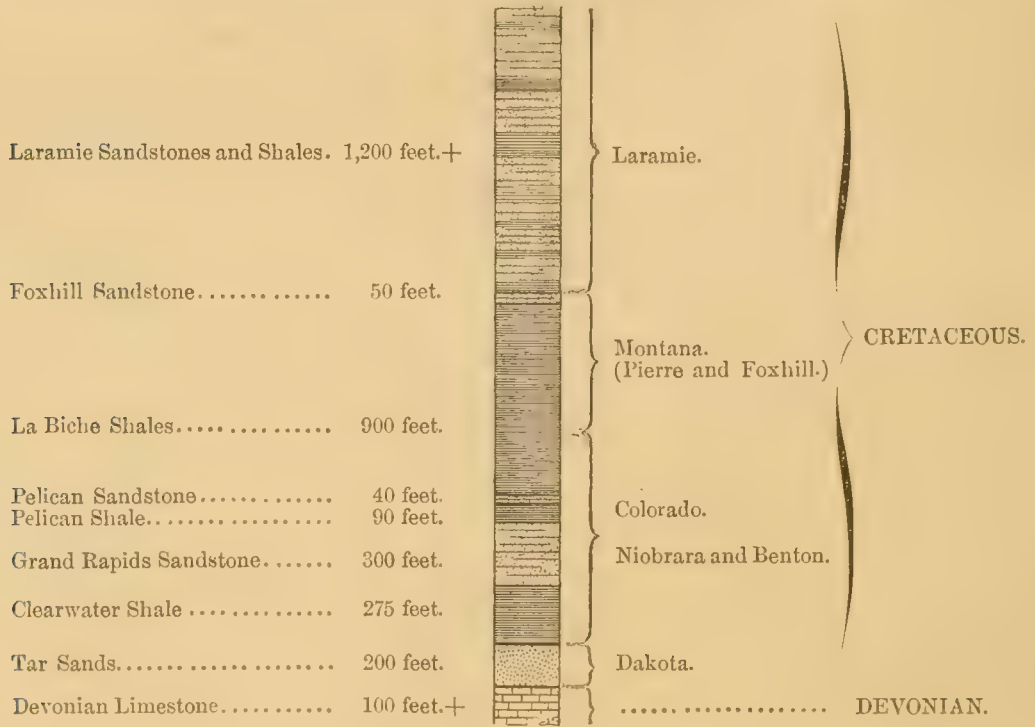 Laramie Sandstones and Shales. 1,200 feet.+ Laramie.
Foxhill Sandstone............. 50 feet.
CRETACEOUS.
Montana.
(Pierre and Foxhill.)
La Biche Shales............... 900 feet.
Pelican Sandstone............. 40 feet.
Colorado.
Pelican Shale.................. 90 feet.
Grand Rapids Sandstone....... 300 feet. Niobrara and Benton.
Clearwater Shale ............. 275 feet.
Tar Sands..................... 200 feet. Dakota.
Devonian Limestone........... 100 feet.+ ..................... DEVONIAN.